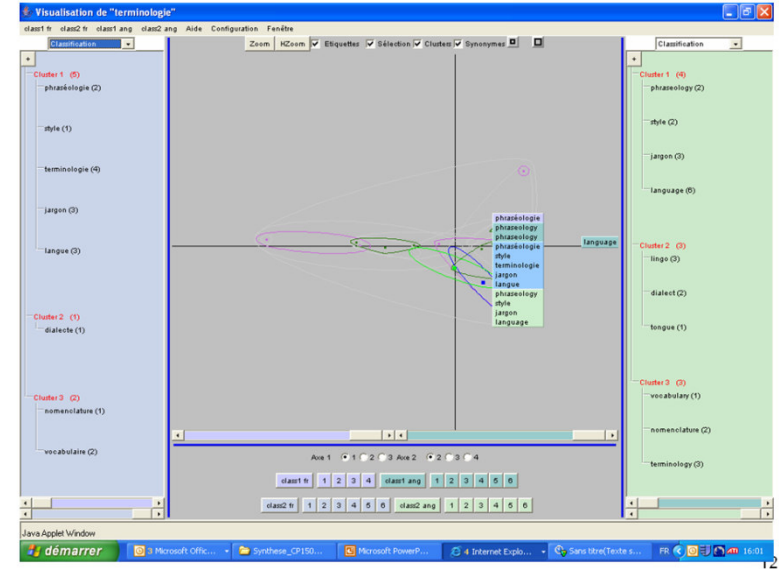 Visualisation de "terminologie"
class1 fr class2 fr class1 ang class2 ang Aide Configuration Fenêtre
Classification
Zoom HZoom Etiquettes Sélection Clusters Synonymes
Classification
+
Cluster 1 (5)
phraséologie (2)
style (1)
terminologie (4)
jargon (3)
langue (3)
Cluster 2 (1)
dialecte (1)
Cluster 3 (2)
nomenclature (1)
vocabulaire (2)
phraséologie
phraseology
phraseology
phraséologie
style
terminologie
jargon
langue
phraseology
style
jargon
language
language
+
Cluster 1 (4)
phraseology (2)
style (2)
jargon (3)
language (6)
Cluster 2 (3)
lingo (3)
dialect (2)
tongue (1)
Cluster 3 (3)
vocabulary (1)
nomenclature (2)
terminology (3)
Axe 1 1 2 3 Axe 2 2 3 4
class1 fr 1 2 3 4 class1 ang 1 2 3 4 5 6
class2 fr 1 2 3 4 5 6 class2 ang 1 2 3 4 5 6
Java Applet Window
démarrer 3 Microsoft Offic... Synthese_CP150... Microsoft PowerP... 4 Internet Explo... Sans titre(Texte s... FR 16:01
12